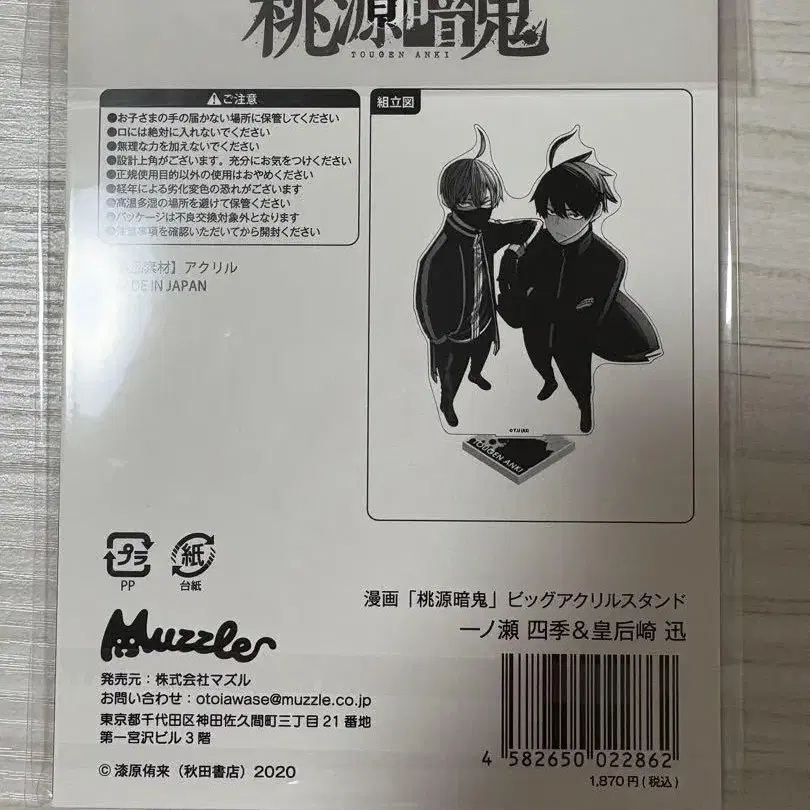 桃源暗鬼
TOUGEN ANKI
ご注意
●お子さまの手の届かない場所に保管してください
●口には絶対に入れないでください
●無理な力を加えないでください
●設計上角がございます。充分にお気をつけください
●正規使用目的以外の使用はおやめください
●経年による劣化変色の恐れがございます
●高温多湿の場所を避けて保管ください
●パッケージは不良交換対象外となります
事項を確認いただいてから開封ください
素材】アクリル
IN JAPAN
組立図
TOUGEN ANKI
プラ
PP
紙
台紙
漫画「桃源暗鬼」ビッグアクリルスタンド
一ノ瀬 四季&皇后崎 迅
Muzzle
発売元:株式会社マズル
お問い合わせ:otoiawase@muzzle.co.jp
東京都千代田区神田佐久間町三丁目21番地
第一宮沢ビル3階
©漆原侑来(秋田書店)2020
4 582650 022862
1,870円(税込)